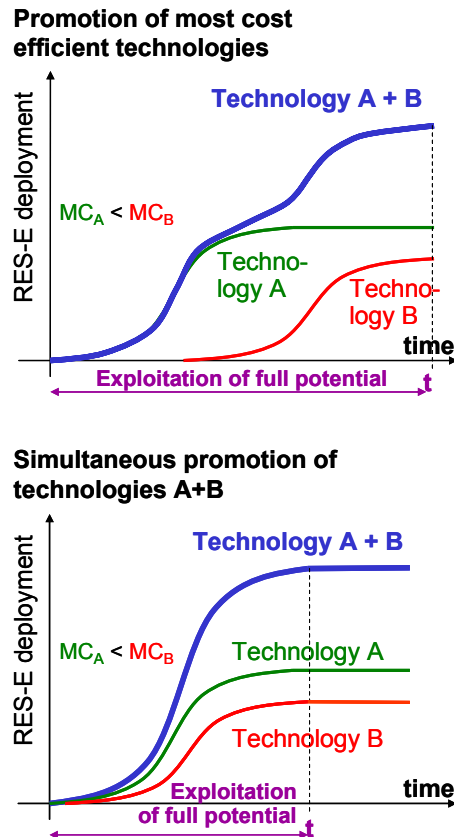 Promotion of most cost
efficient technologies
Technology A + B
RES-E deployment
MCA < MCB
Techno-
logy A
Techno-
logy B
time
Exploitation of full potential
t
Simultaneous promotion of
technologies A+B
Technology A + B
RES-E deployment
MCA < MCB
Technology A
Technology B
time
Exploitation
of full potential
t